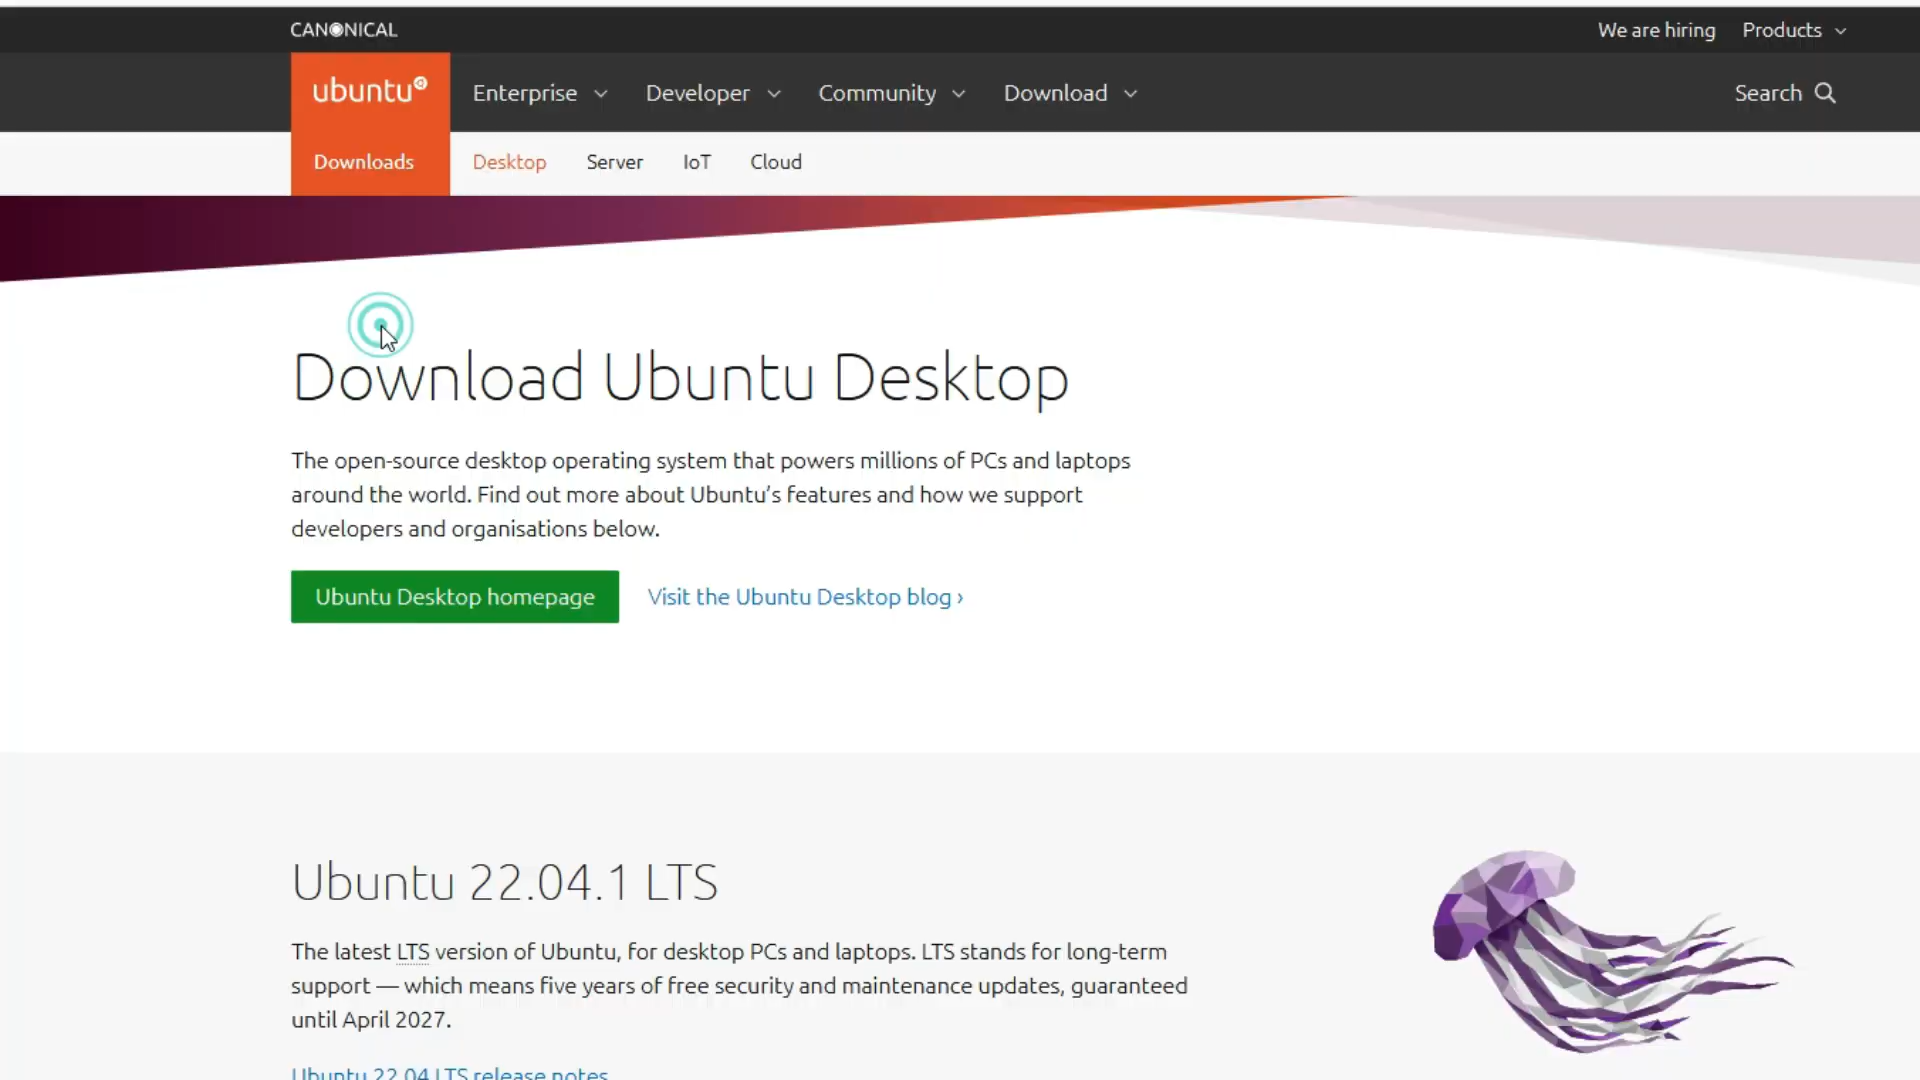 CANONICAL
We are hiring
Products
ubuntu
Enterprise
Developer
Community
Download
Search
Downloads
Desktop
Server
IoT
Cloud
Download Ubuntu Desktop
The open-source desktop operating system that powers millions of PCs and laptops
around the world. Find out more about Ubuntu’s features and how we support
developers and organisations below.
Ubuntu Desktop homepage
Visit the Ubuntu Desktop blog ›
Ubuntu 22.04.1 LTS
The latest LTS version of Ubuntu, for desktop PCs and laptops. LTS stands for long-term
support — which means five years of free security and maintenance updates, guaranteed
until April 2027.
Ubuntu 22.04 LTS release notes